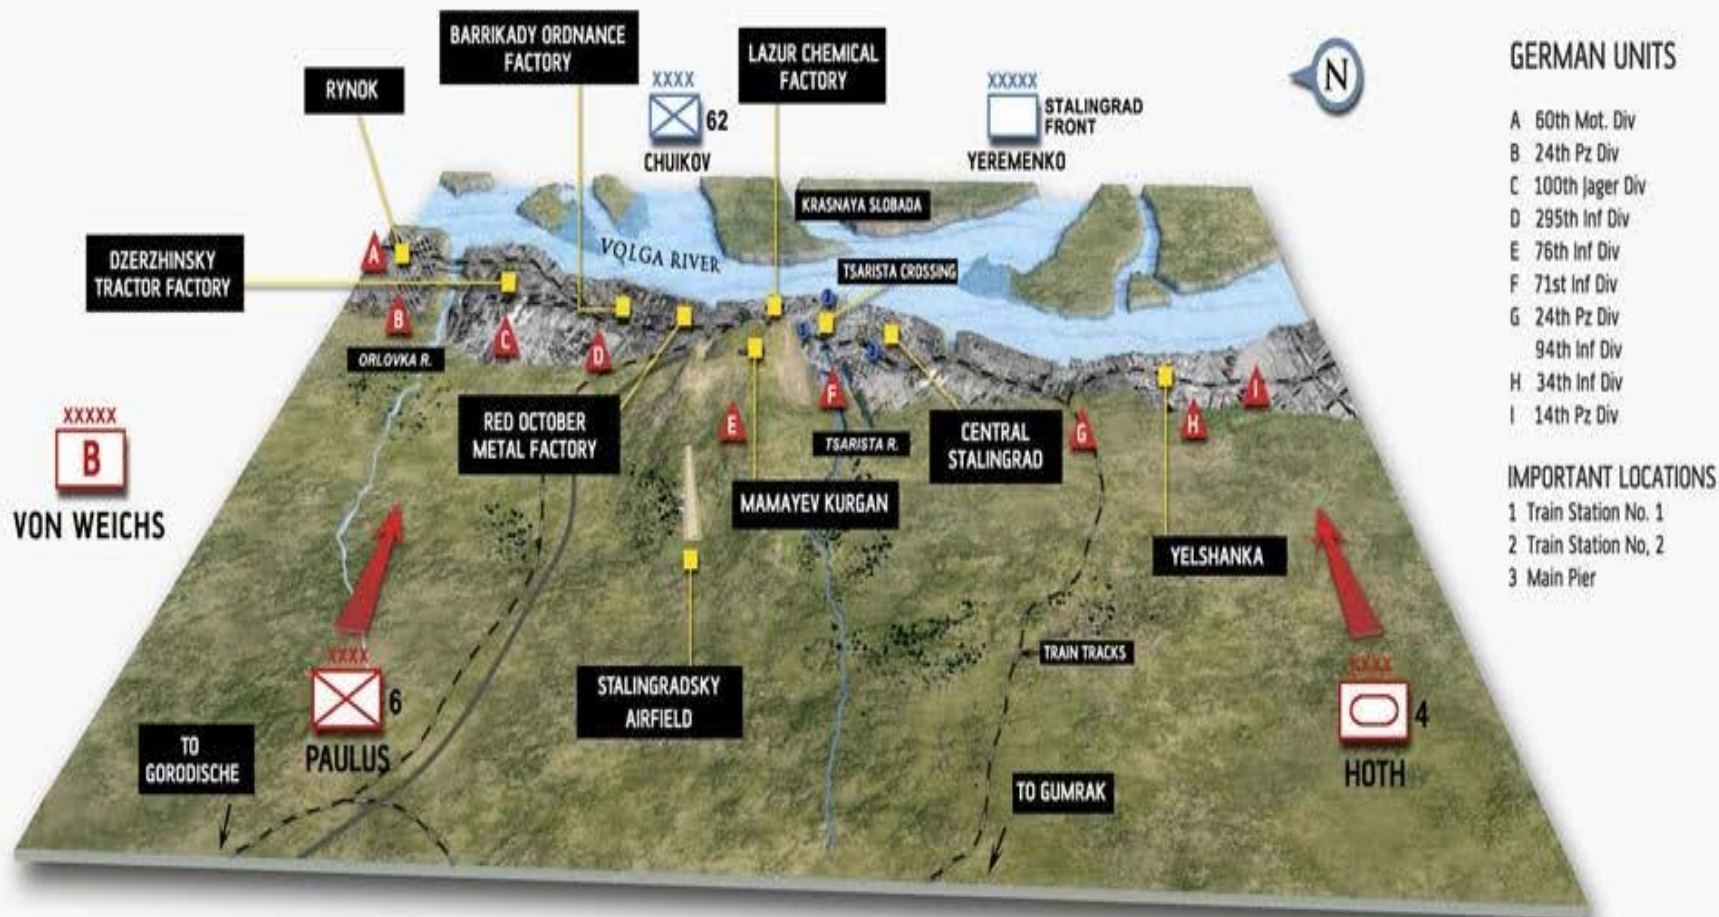 BARRIKADY ORDNANCE
FACTORY
LAZUR CHEMICAL
FACTORY
RYNOK
XXXX
62
CHUIKOV
XXXXX
STALINGRAD
FRONT
YEREMENKO
N
GERMAN UNITS
A 60th Mot. Div
B 24th Pz Div
C 100th Jager Div
D 295th Inf Div
E 76th Inf Div
F 71st Inf Div
G 24th Pz Div
94th Inf Div
H 34th Inf Div
I 14th Pz Div
IMPORTANT LOCATIONS
1 Train Station No. 1
2 Train Station No, 2
3 Main Pier
KRASNAYA SLOBADA
VOLGA RIVER
TSARISTA CROSSING
DZERZHINSKY
TRACTOR FACTORY
A
B
C
D
E
F
G
H
I
ORLOVKA R.
XXXXX
B
VON WEICHS
RED OCTOBER
METAL FACTORY
TSARISTA R.
CENTRAL
STALINGRAD
MAMAYEV KURGAN
YELSHANKA
STALINGRADSKY
AIRFIELD
TRAIN TRACKS
XXXX
6
PAULUS
XXXX
4
HOTH
TO
GORODISCHE
TO GUMRAK